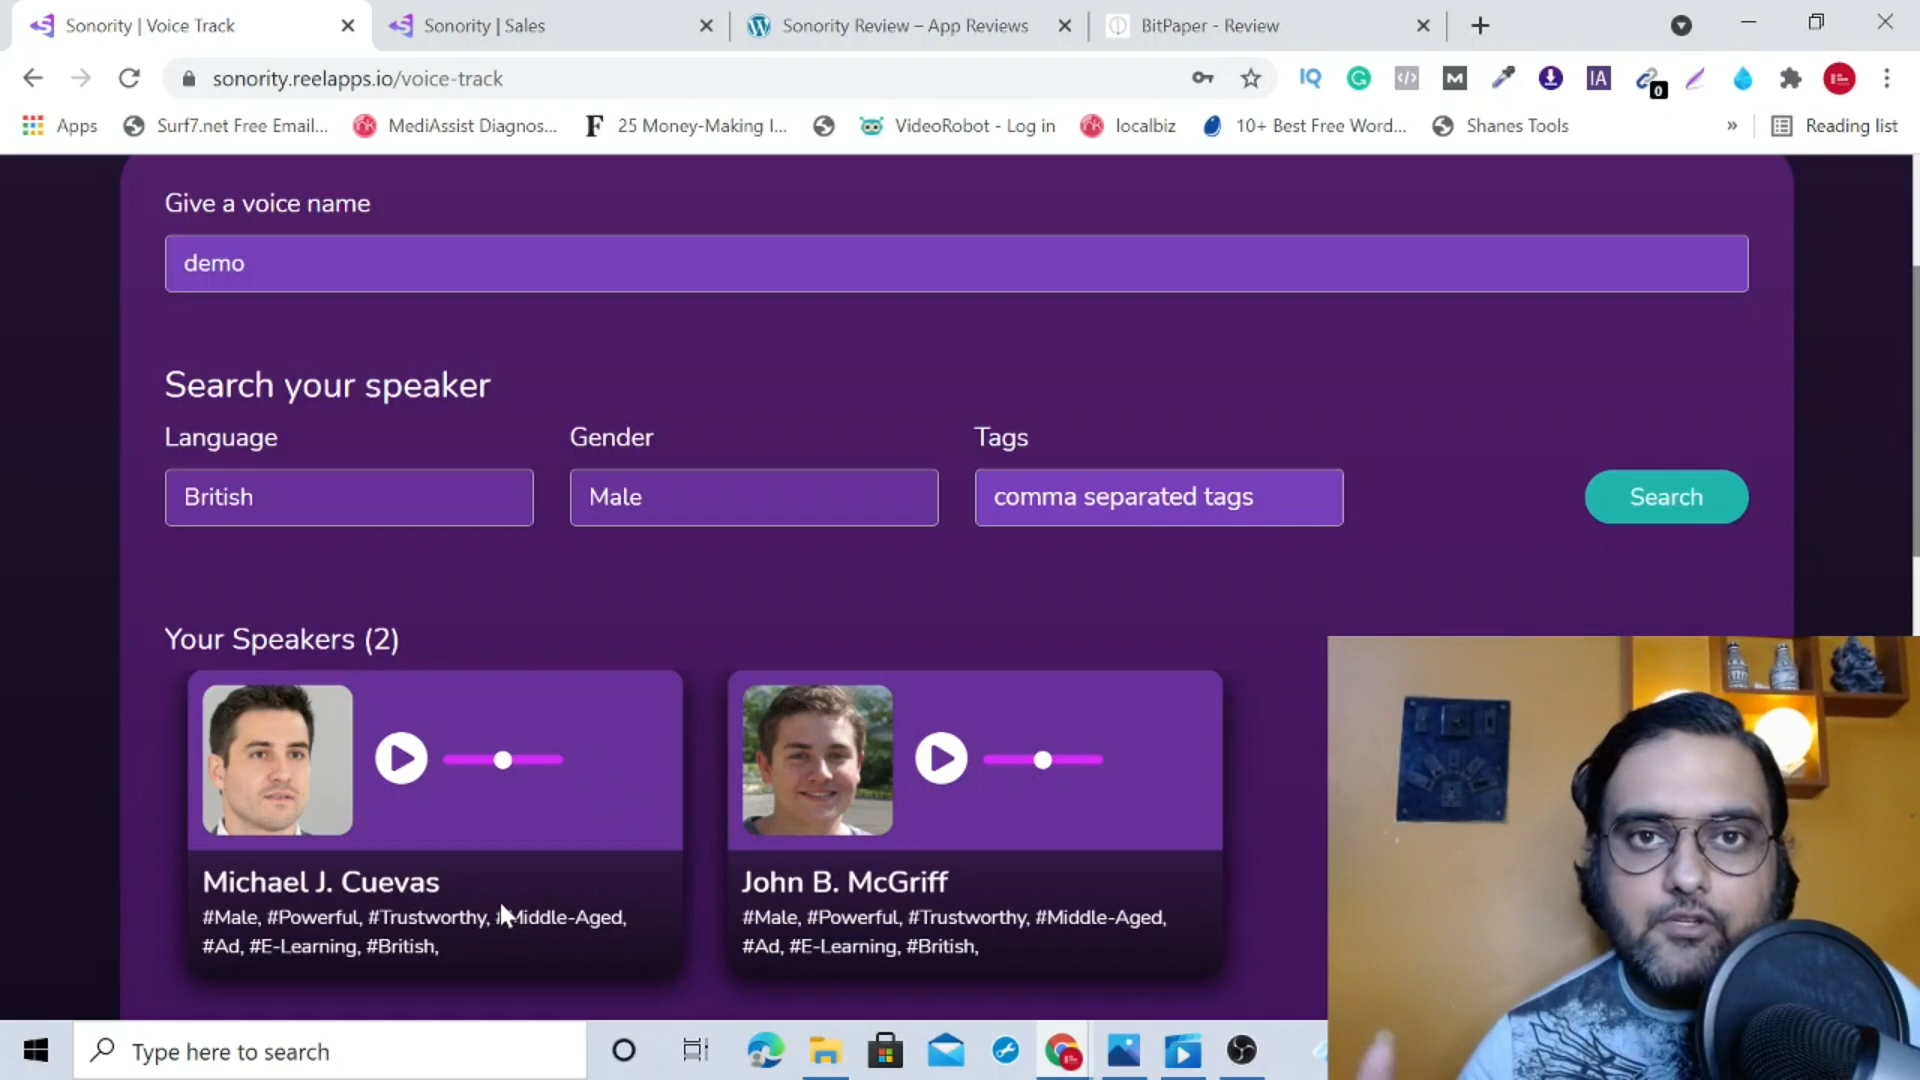 Sonority | Voice Track
Sonority | Sales
Sonority Review – App Reviews
BitPaper - Review
sonority.reelapps.io/voice-track
IQ
M
IA
0
Apps
Surf7.net Free Email...
MediAssist Diagnos...
F
25 Money-Making I...
VideoRobot - Log in
localbiz
10+ Best Free Word...
Shanes Tools
»
Reading list
Give a voice name
demo
Search your speaker
Language
Gender
Tags
British
Male
comma separated tags
Search
Your Speakers (2)
Michael J. Cuevas
#Male, #Powerful, #Trustworthy, #Middle-Aged,
#Ad, #E-Learning, #British,
John B. McGriff
#Male, #Powerful, #Trustworthy, #Middle-Aged,
#Ad, #E-Learning, #British,
Type here to search